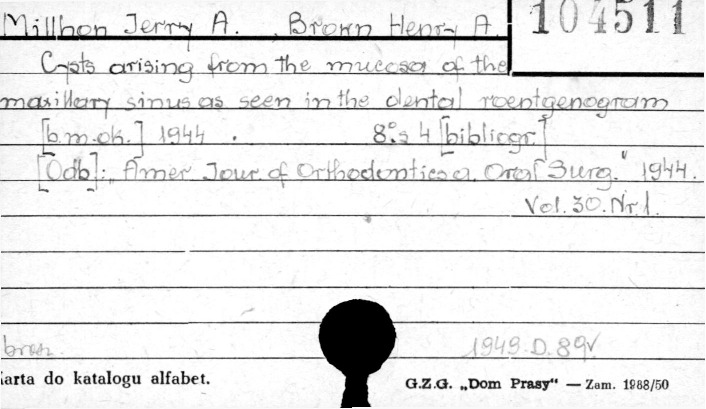 104511
Millhon Jerry A. , Brown Henry A
Cysts arising from the mucosa of the
maxillary sinus as seen in the dental roentgenogram
[b.m.ok.] 1944 . 8° s 4 [bibliogr.]
[Odb]: „Amer Jour of Orthodontics a. Oral Surg." 1944.
Vol. 30. Nr 1.
brosz. 1949.D.89v
Karta do katalogu alfabet. G.Z.G. „Dom Prasy" — Zam. 1988/50